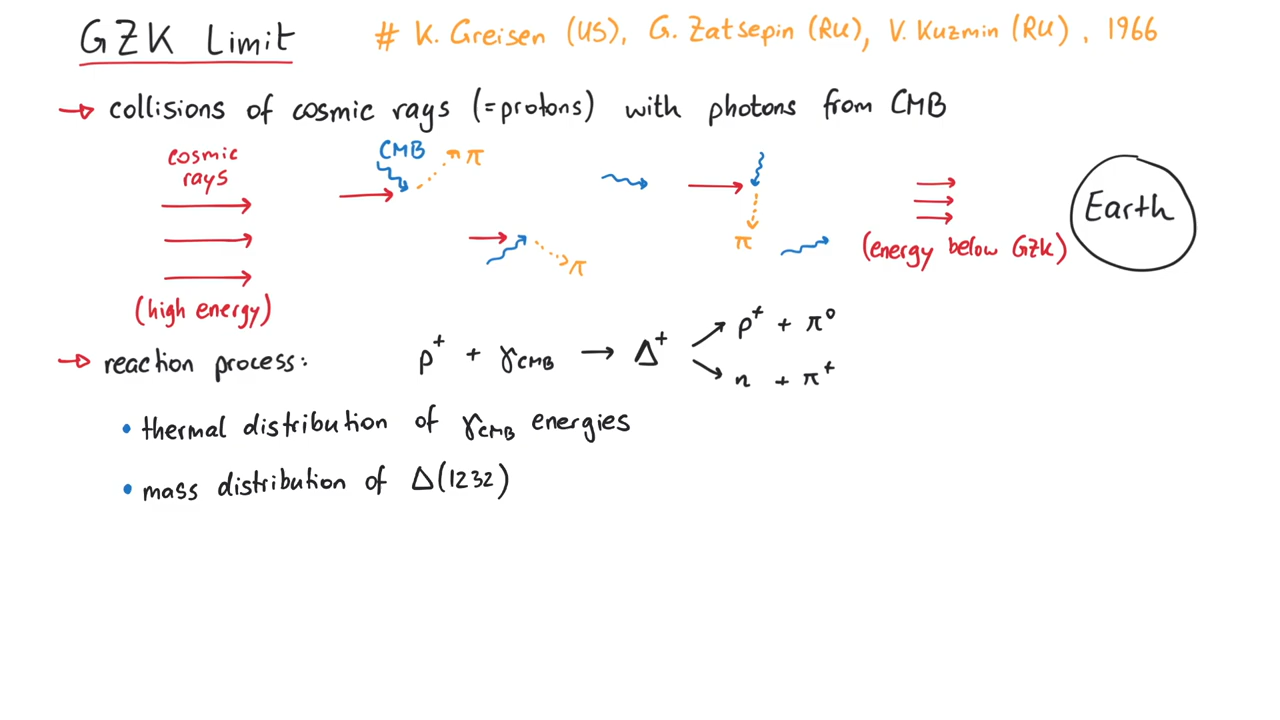 GZK Limit # K. Greisen (US), G. Zatsepin (RU), V. Kuzmin (RU), 1966
→ collisions of cosmic rays (=protons) with photons from CMB
cosmic
rays
CMB
π
π
π
Earth
(energy below GZK)
(high energy)
→ reaction process: p⁺ + γCMB → Δ⁺
p⁺ + π⁰
n + π⁺
• thermal distribution of γCMB energies
• mass distribution of Δ(1232)